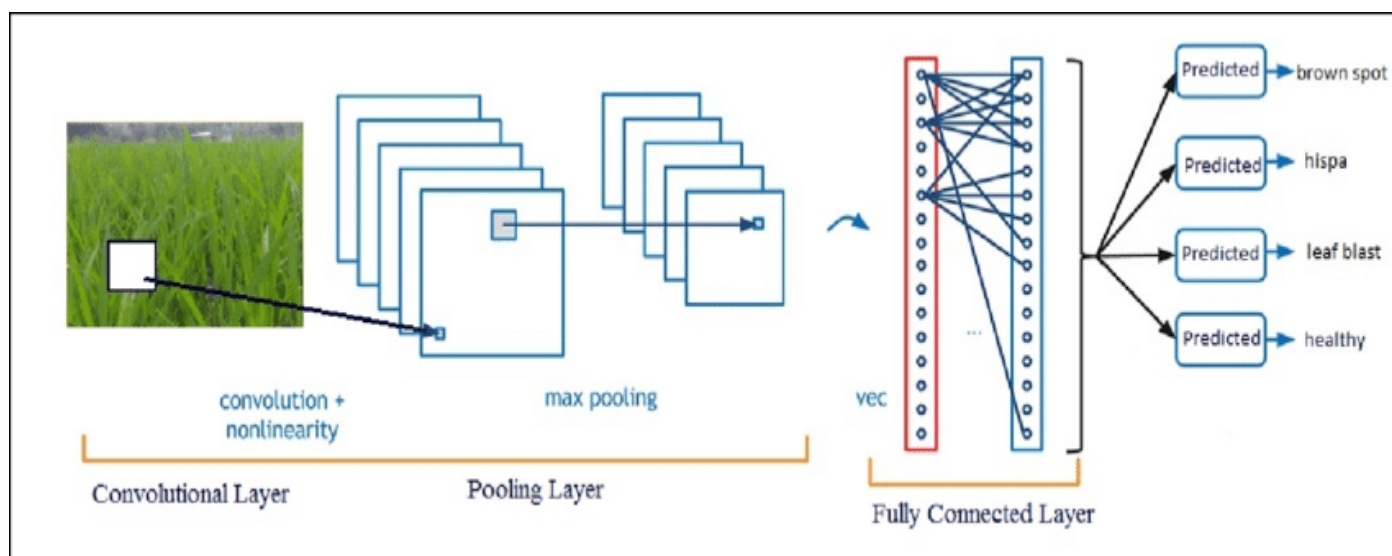 Predicted
brown spot
Predicted
hispa
Predicted
leaf blast
Predicted
healthy
convolution +
nonlinearity
max pooling
vec
...
Convolutional Layer
Pooling Layer
Fully Connected Layer